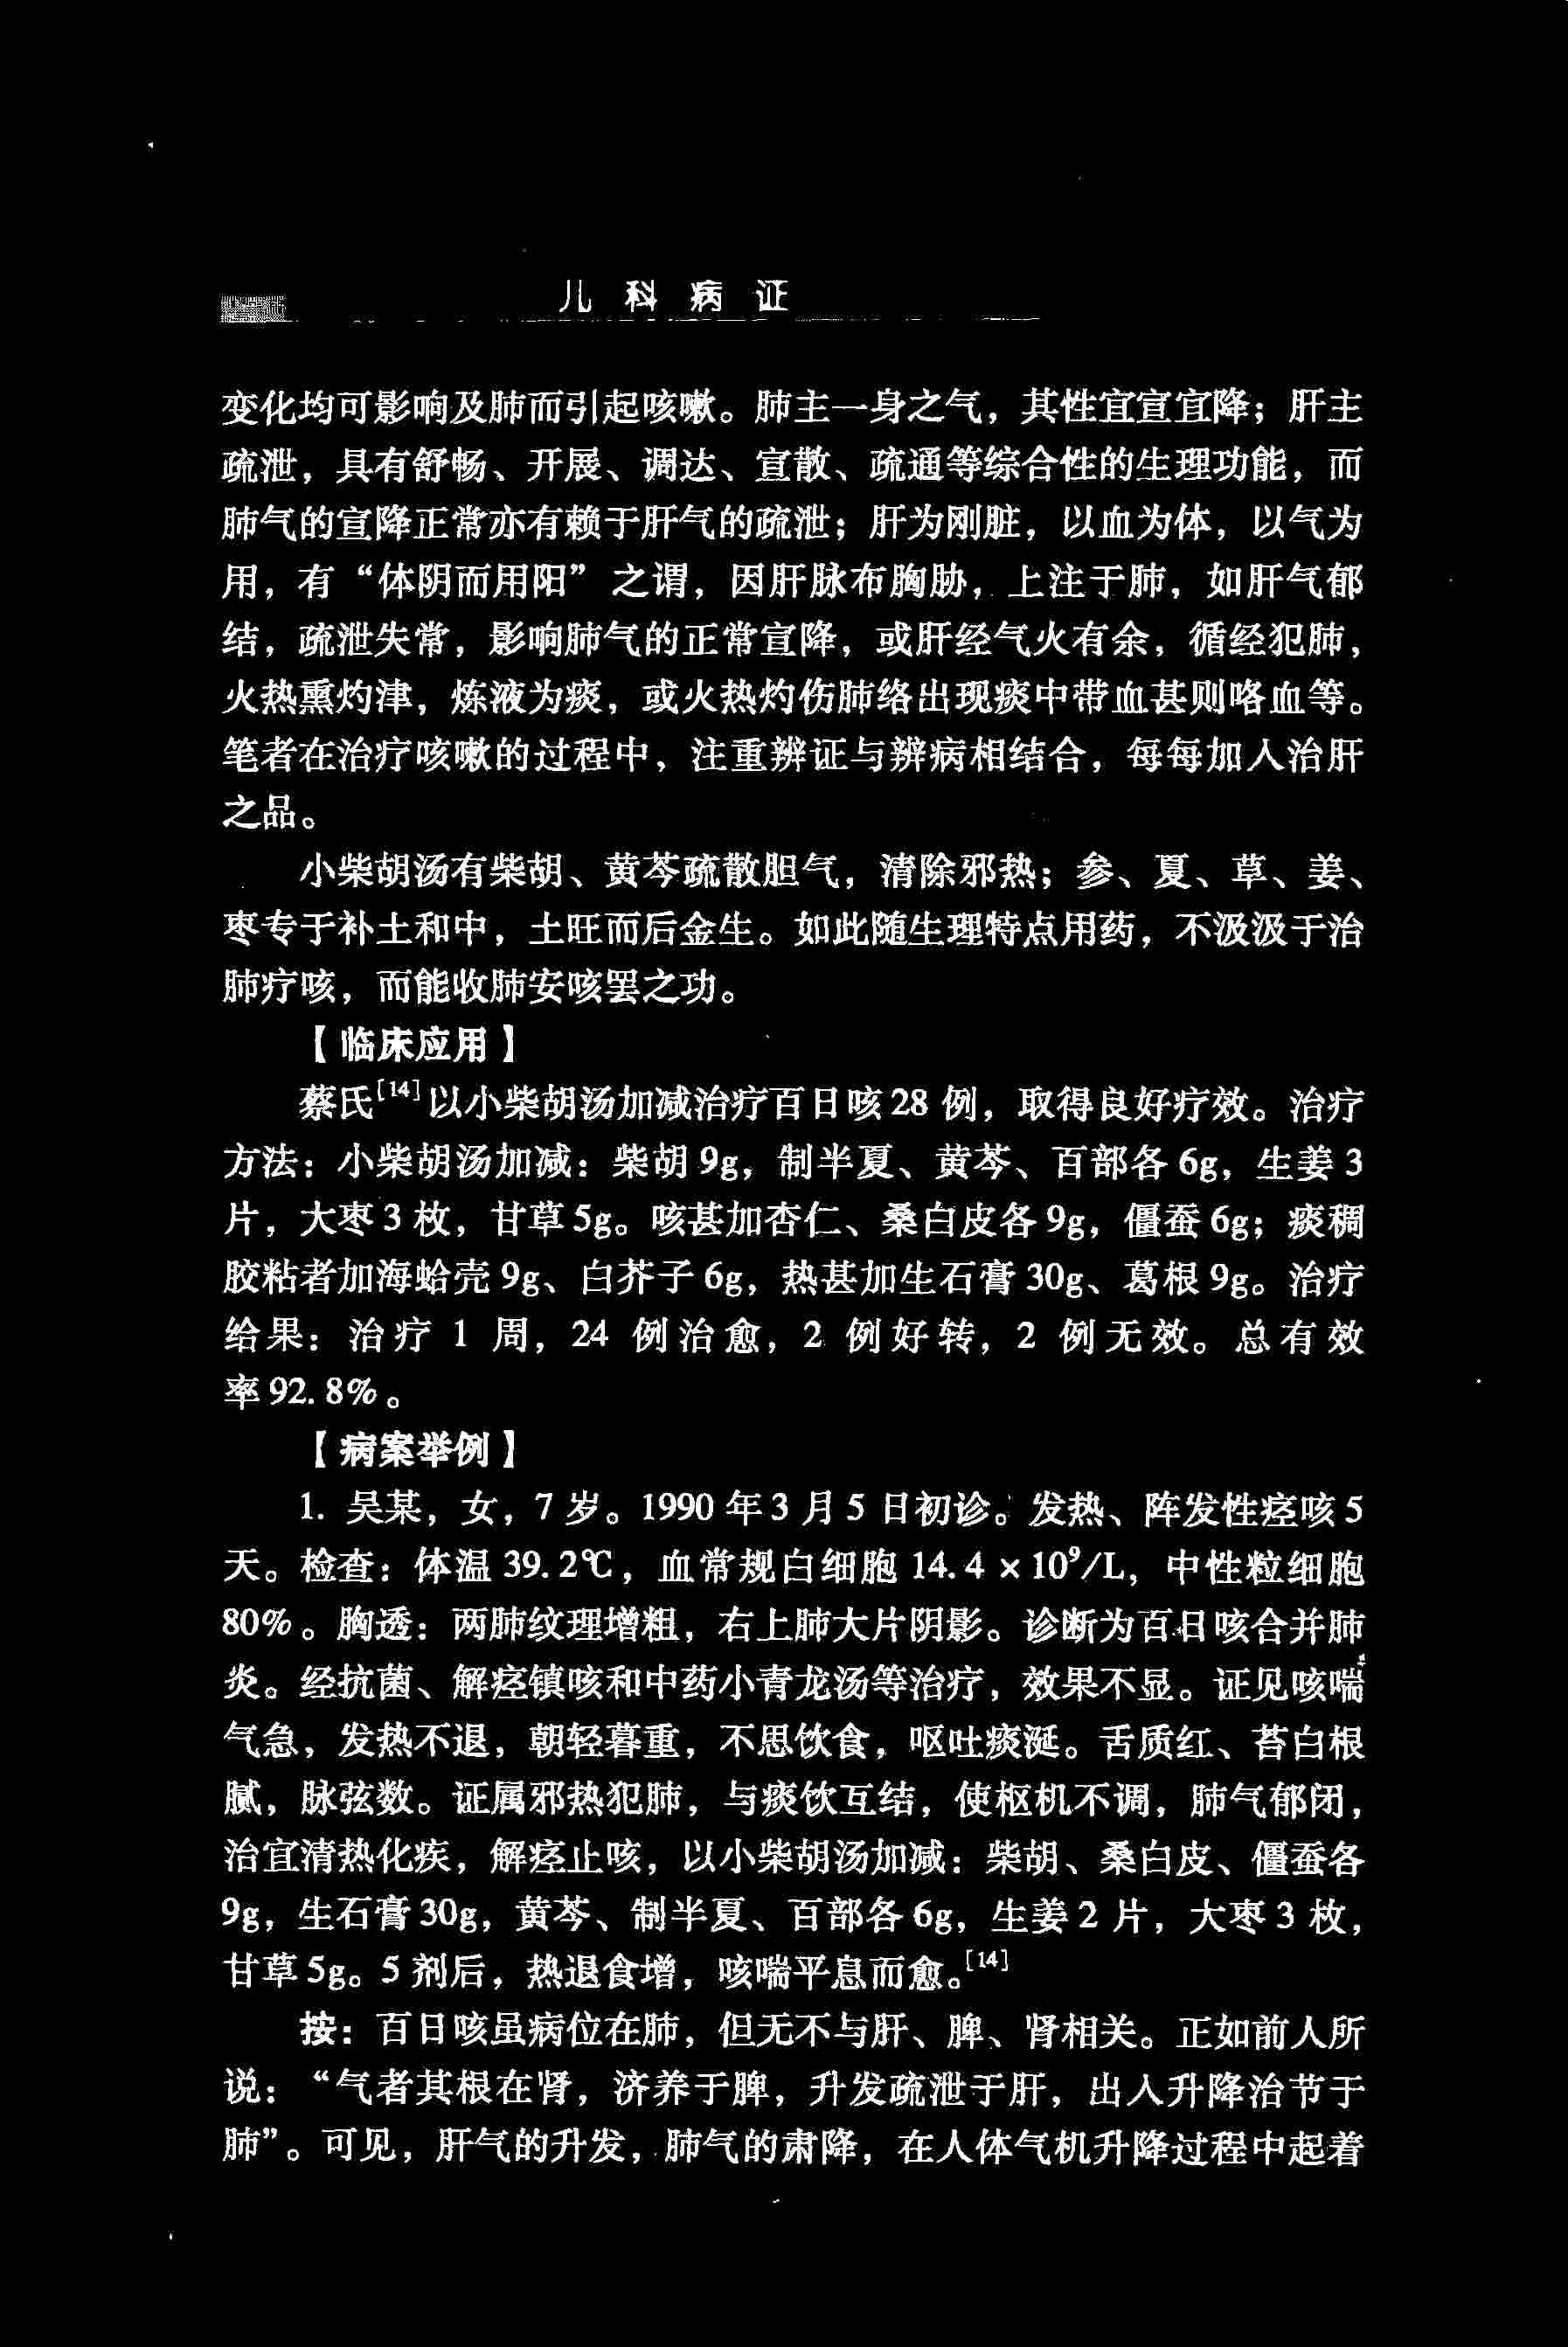 儿科病证
变化均可影响及肺而引起咳嗽。肺主一身之气，其性宜宣宜降；肝主
疏泄，具有舒畅、开展、调达、宣散、疏通等综合性的生理功能，而
肺气的宣降正常亦有赖于肝气的疏泄；肝为刚脏，以血为体，以气为
用，有“体阴而用阳”之谓，因肝脉布胸胁，上注于肺，如肝气郁
结，疏泄失常，影响肺气的正常宣降，或肝经气火有余，循经犯肺，
火热熏灼津，炼液为痰，或火热灼伤肺络出现痰中带血甚则咯血等。
笔者在治疗咳嗽的过程中，注重辨证与辨病相结合，每每加入治肝
之品。
小柴胡汤有柴胡、黄芩疏散胆气，清除邪热；参、夏、草、姜、
枣专于补土和中，土旺而后金生。如此随生理特点用药，不汲汲于治
肺疗咳，而能收肺安咳罢之功。
【临床应用】
蔡氏[14]以小柴胡汤加减治疗百日咳28例，取得良好疗效。治疗
方法：小柴胡汤加减：柴胡9g，制半夏、黄芩、百部各6g，生姜3
片，大枣3枚，甘草5g。咳甚加杏仁、桑白皮各9g，僵蚕6g；痰稠
胶粘者加海蛤壳9g、白芥子6g，热甚加生石膏30g、葛根9g。治疗
给果：治疗1周，24例治愈，2例好转，2例无效。总有效
率92.8%。
【病案举例】
1. 吴某，女，7岁。1990年3月5日初诊。发热、阵发性痉咳5
天。检查：体温39.2℃，血常规白细胞14.4×10⁹/L，中性粒细胞
80%。胸透：两肺纹理增粗，右上肺大片阴影。诊断为百日咳合并肺
炎。经抗菌、解痉镇咳和中药小青龙汤等治疗，效果不显。证见咳喘
气急，发热不退，朝轻暮重，不思饮食，呕吐痰涎。舌质红、苔白根
腻，脉弦数。证属邪热犯肺，与痰饮互结，使枢机不调，肺气郁闭，
治宜清热化疾，解痉止咳，以小柴胡汤加减：柴胡、桑白皮、僵蚕各
9g，生石膏30g，黄芩、制半夏、百部各6g，生姜2片，大枣3枚，
甘草5g。5剂后，热退食增，咳喘平息而愈。[14]
按：百日咳虽病位在肺，但无不与肝、脾、肾相关。正如前人所
说：“气者其根在肾，济养于脾，升发疏泄于肝，出入升降治节于
肺”。可见，肝气的升发，肺气的肃降，在人体气机升降过程中起着